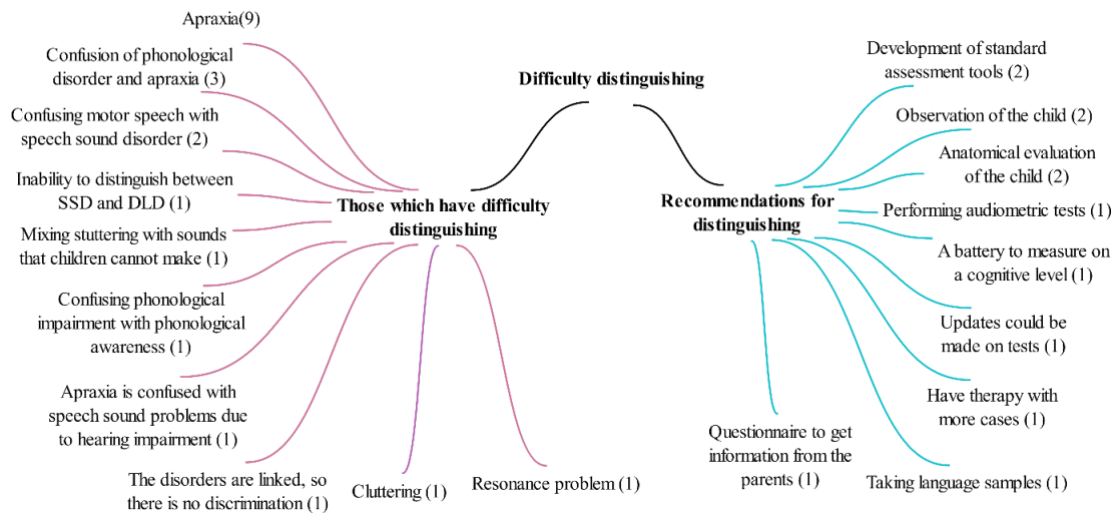 Difficulty distinguishing
Those which have difficulty
distinguishing
Apraxia(9)
Confusion of phonological
disorder and apraxia (3)
Confusing motor speech with
speech sound disorder (2)
Inability to distinguish between
SSD and DLD (1)
Mixing stuttering with sounds
that children cannot make (1)
Confusing phonological
impairment with phonological
awareness (1)
Apraxia is confused with
speech sound problems due
to hearing impairment (1)
The disorders are linked, so
there is no discrimination (1)
Cluttering (1)
Resonance problem (1)
Recommendations for
distinguishing
Development of standard
assessment tools (2)
Observation of the child (2)
Anatomical evaluation
of the child (2)
Performing audiometric tests (1)
A battery to measure on
a cognitive level (1)
Updates could be
made on tests (1)
Have therapy with
more cases (1)
Taking language samples (1)
Questionnaire to get
information from the
parents (1)